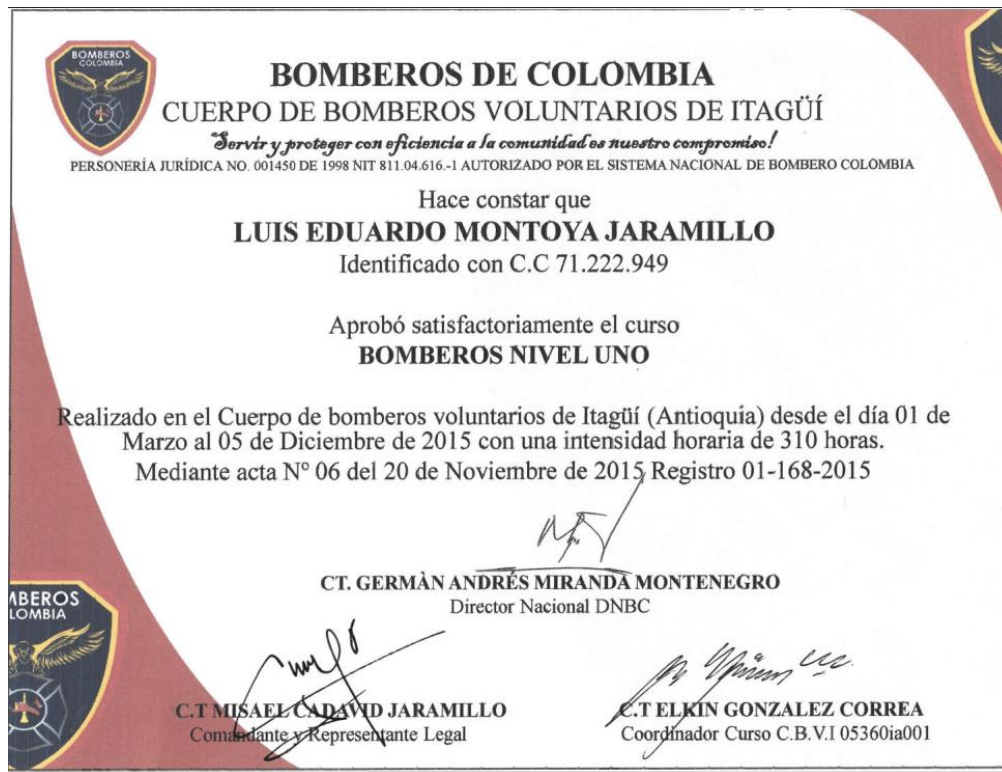 BOMBEROS
COLOMBIA
BOMBEROS DE COLOMBIA
CUERPO DE BOMBEROS VOLUNTARIOS DE ITAGÜÍ
Servir y proteger con eficiencia a la comunidad es nuestro compromiso!
PERSONERÍA JURÍDICA NO. 001450 DE 1998 NIT 811.04.616.-1 AUTORIZADO POR EL SISTEMA NACIONAL DE BOMBERO COLOMBIA
Hace constar que
LUIS EDUARDO MONTOYA JARAMILLO
Identificado con C.C 71.222.949
Aprobó satisfactoriamente el curso
BOMBEROS NIVEL UNO
Realizado en el Cuerpo de bomberos voluntarios de Itagüí (Antioquia) desde el día 01 de
Marzo al 05 de Diciembre de 2015 con una intensidad horaria de 310 horas.
Mediante acta Nº 06 del 20 de Noviembre de 2015 Registro 01-168-2015
CT. GERMÀN ANDRÉS MIRANDA MONTENEGRO
Director Nacional DNBC
MBEROS
LOMBIA
C.T MISAEL CADAVID JARAMILLO
Comandante y Representante Legal
C.T ELKIN GONZALEZ CORREA
Coordinador Curso C.B.V.I 05360ia001